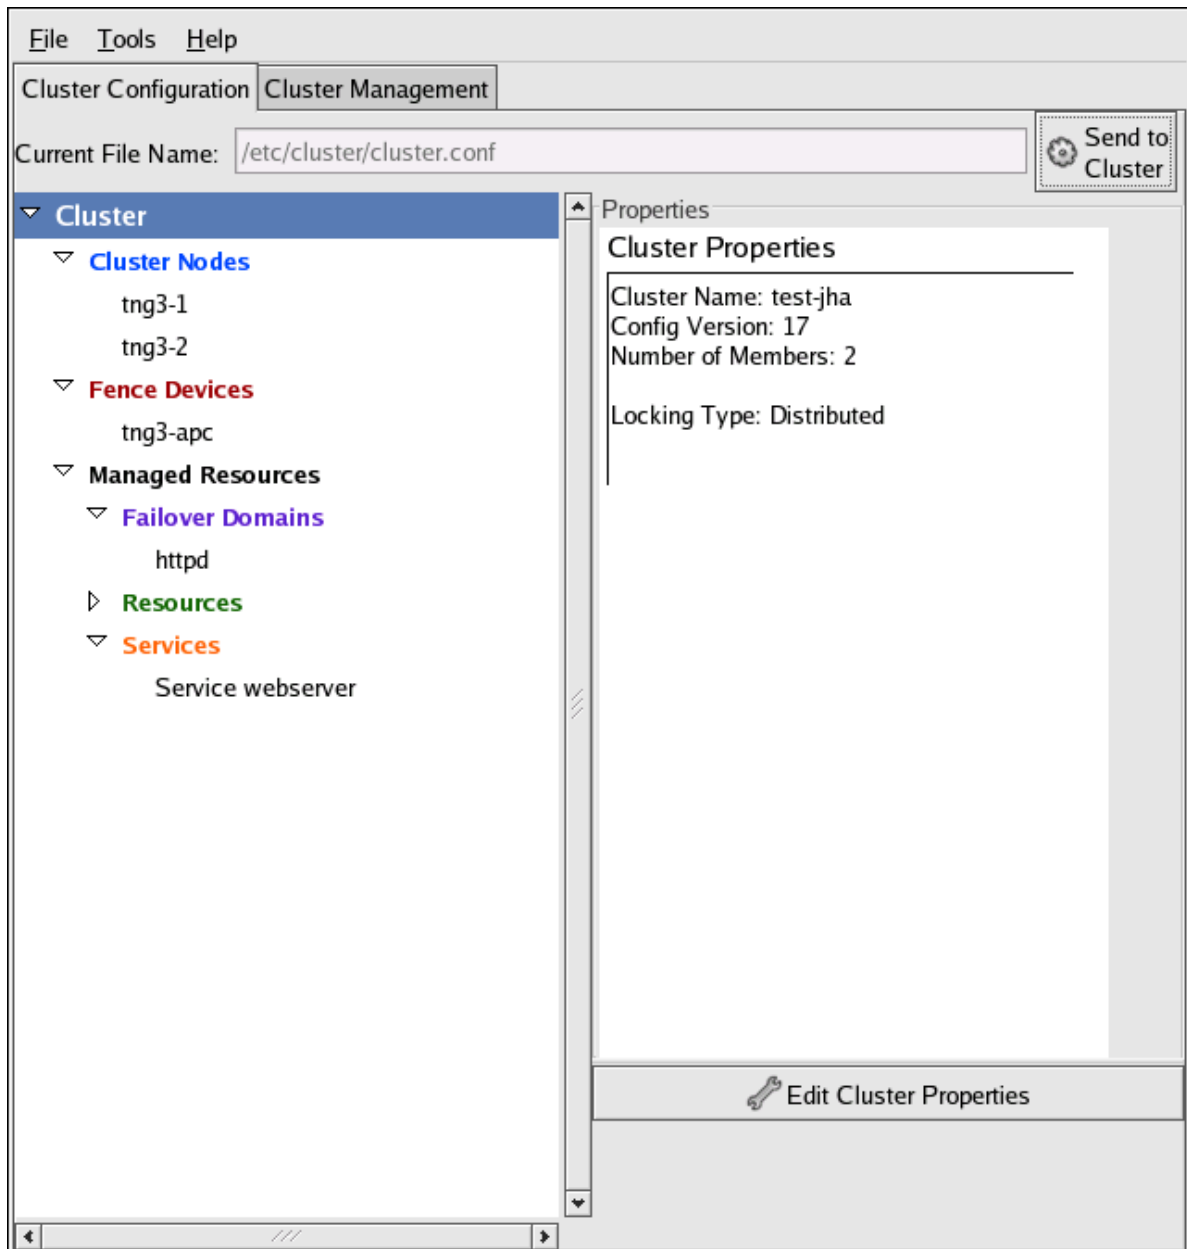 File Tools Help
Cluster Configuration Cluster Management
Current File Name: /etc/cluster/cluster.conf
Send to
Cluster
Cluster
Cluster Nodes
tng3-1
tng3-2
Fence Devices
tng3-apc
Managed Resources
Failover Domains
httpd
Resources
Services
Service webserver
Properties
Cluster Properties
Cluster Name: test-jha
Config Version: 17
Number of Members: 2
Locking Type: Distributed
Edit Cluster Properties